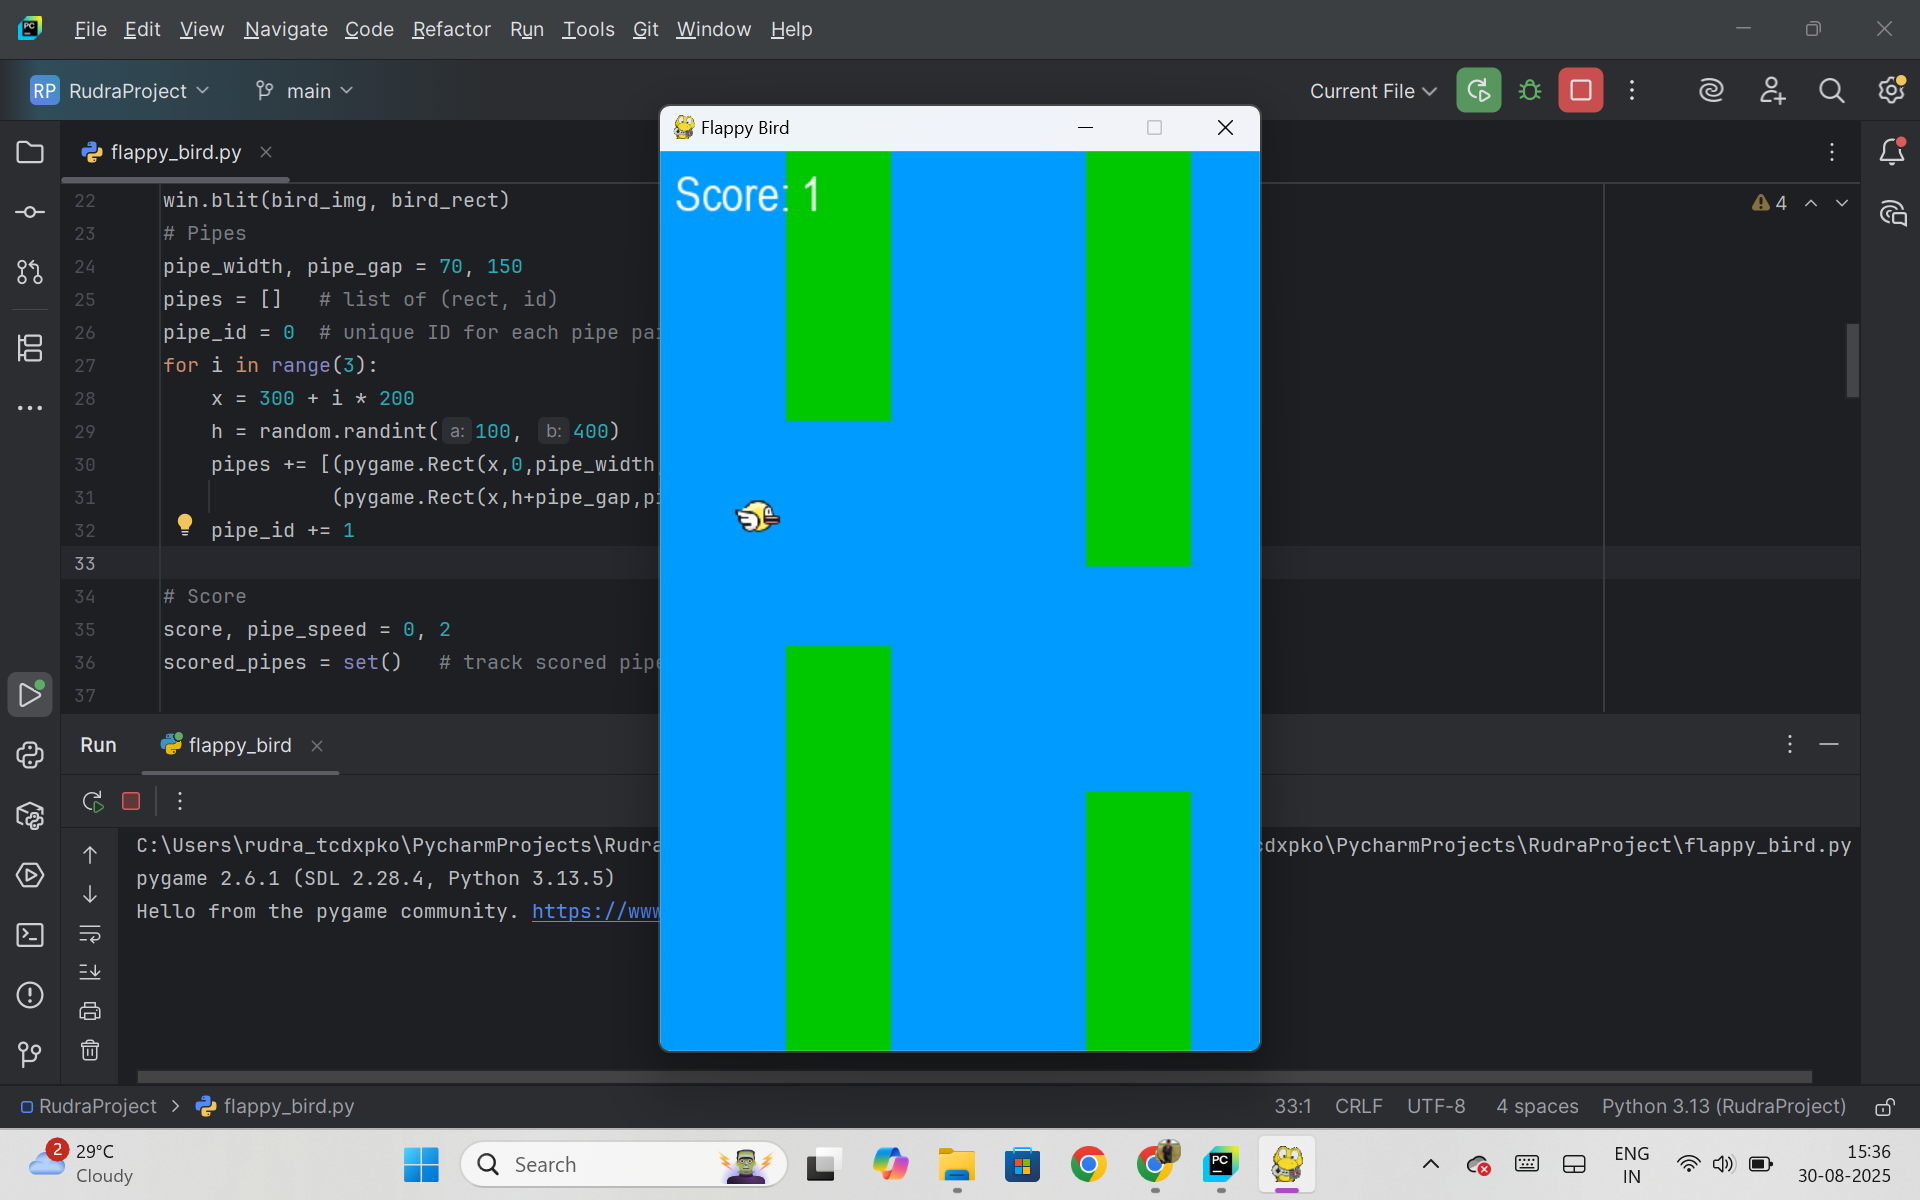 File Edit View Navigate Code Refactor Run Tools Git Window Help
RP RudraProject main Current File
flappy_bird.py
22 win.blit(bird_img, bird_rect)
23 # Pipes
24 pipe_width, pipe_gap = 70, 150
25 pipes = [] # list of (rect, id)
26 pipe_id = 0 # unique ID for each pipe pai
27 for i in range(3):
28 x = 300 + i * 200
29 h = random.randint( a: 100, b: 400)
30 pipes += [(pygame.Rect(x,0,pipe_width,
31 (pygame.Rect(x,h+pipe_gap,pi
32 pipe_id += 1
33
34 # Score
35 score, pipe_speed = 0, 2
36 scored_pipes = set() # track scored pipe
37
4
Flappy Bird
Score: 1
Run flappy_bird
C:\Users\rudra_tcdxpko\PycharmProjects\Rudra
cdxpko\PycharmProjects\RudraProject\flappy_bird.py
pygame 2.6.1 (SDL 2.28.4, Python 3.13.5)
Hello from the pygame community. https://www
RudraProject > flappy_bird.py 33:1 CRLF UTF-8 4 spaces Python 3.13 (RudraProject)
2 29°C
Cloudy
Search
PC
ENG
IN
15:36
30-08-2025